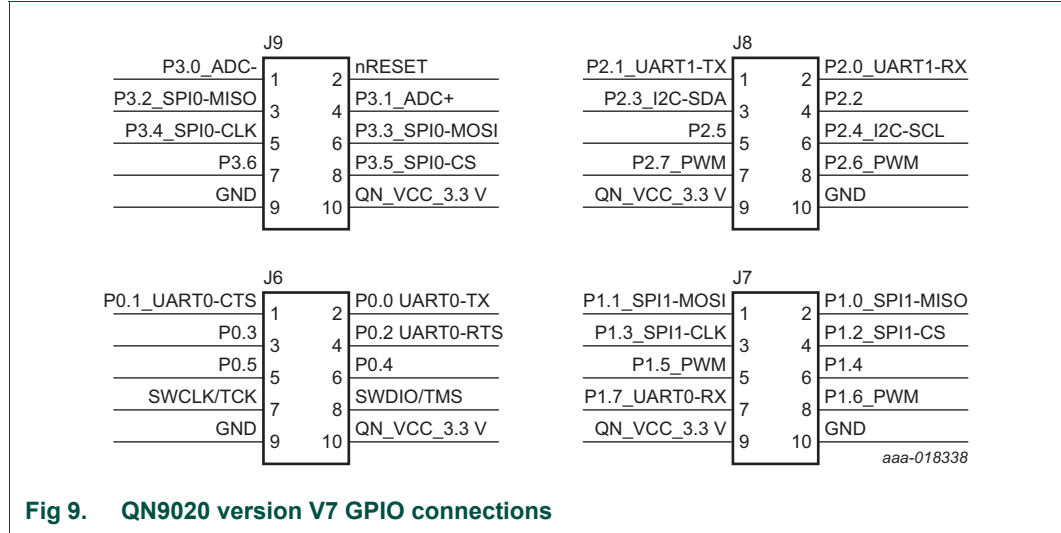 J9 J8
P3.0_ADC- 1 2 nRESET P2.1_UART1-TX 1 2 P2.0_UART1-RX
P3.2_SPI0-MISO 3 4 P3.1_ADC+ P2.3_I2C-SDA 3 4 P2.2
P3.4_SPI0-CLK 5 6 P3.3_SPI0-MOSI P2.5 5 6 P2.4_I2C-SCL
P3.6 7 8 P3.5_SPI0-CS P2.7_PWM 7 8 P2.6_PWM
GND 9 10 QN_VCC_3.3 V QN_VCC_3.3 V 9 10 GND
J6 J7
P0.1_UART0-CTS 1 2 P0.0 UART0-TX P1.1_SPI1-MOSI 1 2 P1.0_SPI1-MISO
P0.3 3 4 P0.2 UART0-RTS P1.3_SPI1-CLK 3 4 P1.2_SPI1-CS
P0.5 5 6 P0.4 P1.5_PWM 5 6 P1.4
SWCLK/TCK 7 8 SWDIO/TMS P1.7_UART0-RX 7 8 P1.6_PWM
GND 9 10 QN_VCC_3.3 V QN_VCC_3.3 V 9 10 GND
aaa-018338
Fig 9. QN9020 version V7 GPIO connections